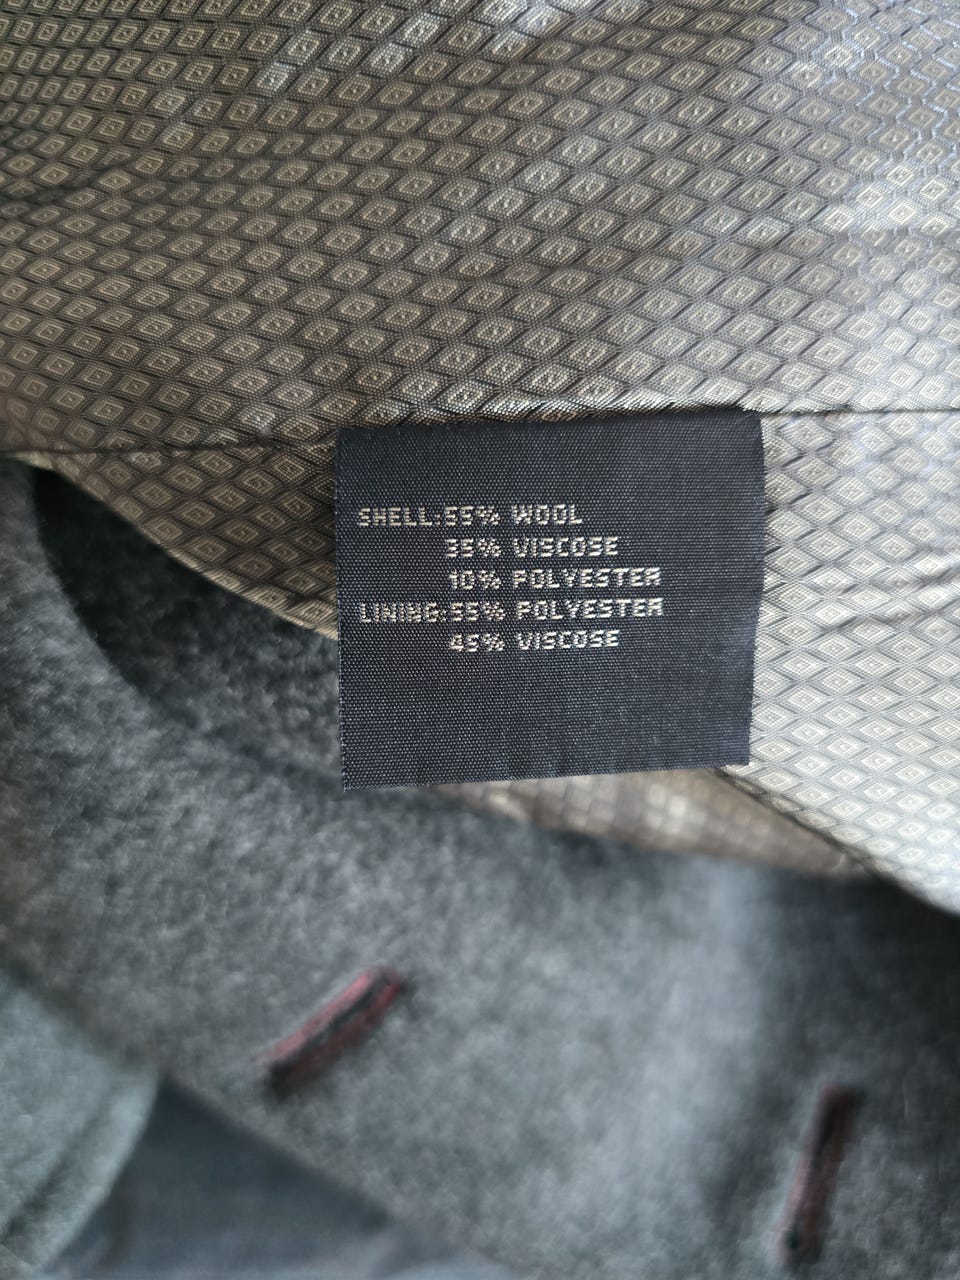 SHELL:55% WOOL
35% VISCOSE
10% POLYESTER
LINING:55% POLYESTER
45% VISCOSE